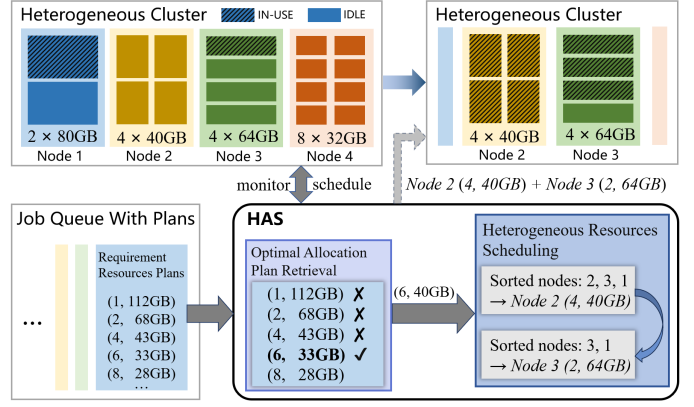 Heterogeneous Cluster
IN-USE
IDLE
2 × 80GB
4 × 40GB
4 × 64GB
8 × 32GB
Node 1
Node 2
Node 3
Node 4
Heterogeneous Cluster
4 × 40GB
4 × 64GB
Node 2
Node 3
monitor
schedule
Node 2 (4, 40GB) + Node 3 (2, 64GB)
Job Queue With Plans
Requirement
Resources Plans
(1, 112GB)
(2, 68GB)
(4, 43GB)
(6, 33GB)
(8, 28GB)
...
...
HAS
Optimal Allocation
Plan Retrieval
(1, 112GB) ✗
(2, 68GB) ✗
(4, 43GB) ✗
(6, 33GB) ✓
(8, 28GB)
(6, 40GB)
Heterogeneous Resources
Scheduling
Sorted nodes: 2, 3, 1
→ Node 2 (4, 40GB)
Sorted nodes: 3, 1
→ Node 3 (2, 64GB)